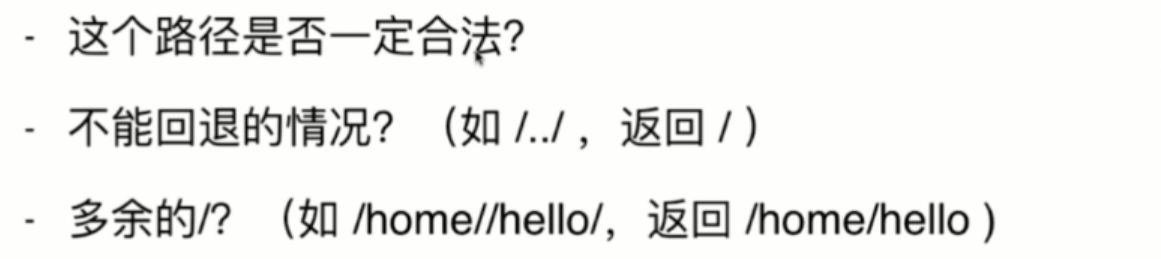 - 这个路径是否一定合法？
- 不能回退的情况？（如 /../ ，返回 / ）
- 多余的/？（如 /home//hello/，返回 /home/hello ）